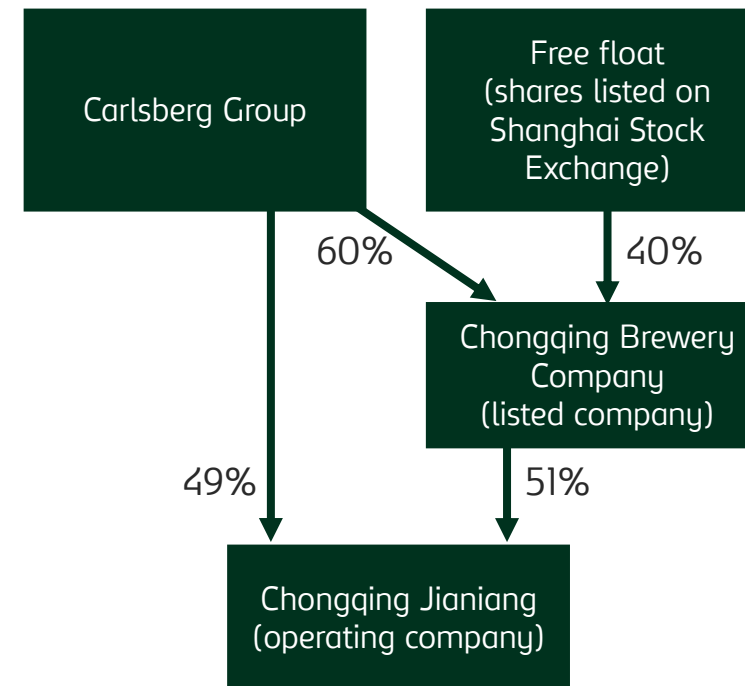 Carlsberg Group
Free float
(shares listed on
Shanghai Stock
Exchange)
60%
40%
Chongqing Brewery
Company
(listed company)
49%
51%
Chongqing Jianiang
(operating company)